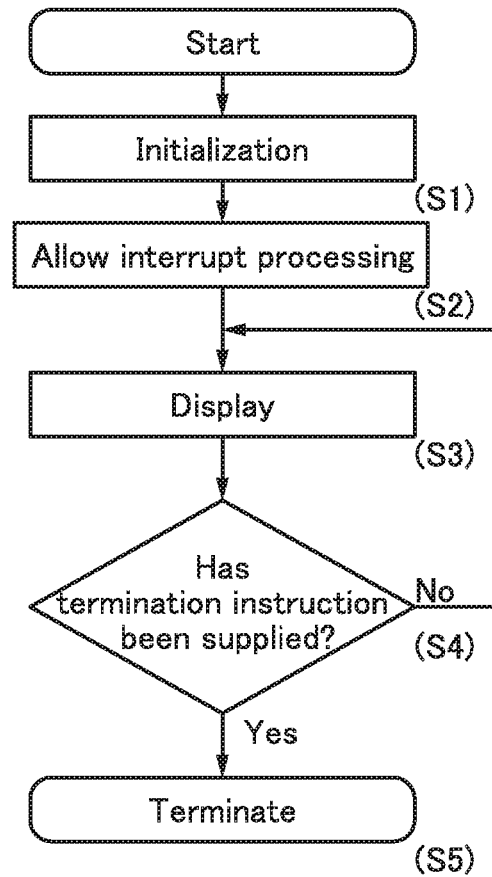 Start
Initialization
(S1)
Allow interrupt processing
(S2)
Display
(S3)
Has
termination instruction
been supplied?
No
(S4)
Yes
Terminate
(S5)